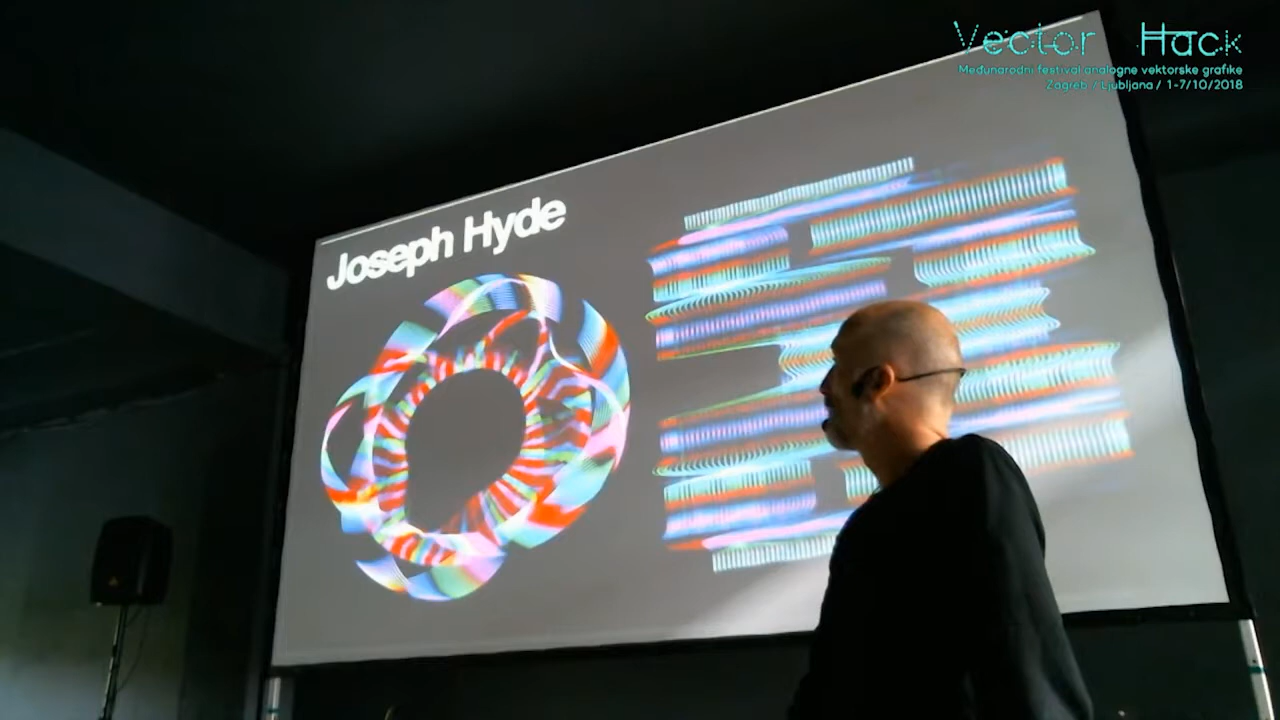 Vector Hack
Međunarodni festival analogne vektorske grafike
Zagreb / Ljubljana / 1-7/10/2018
Joseph Hyde